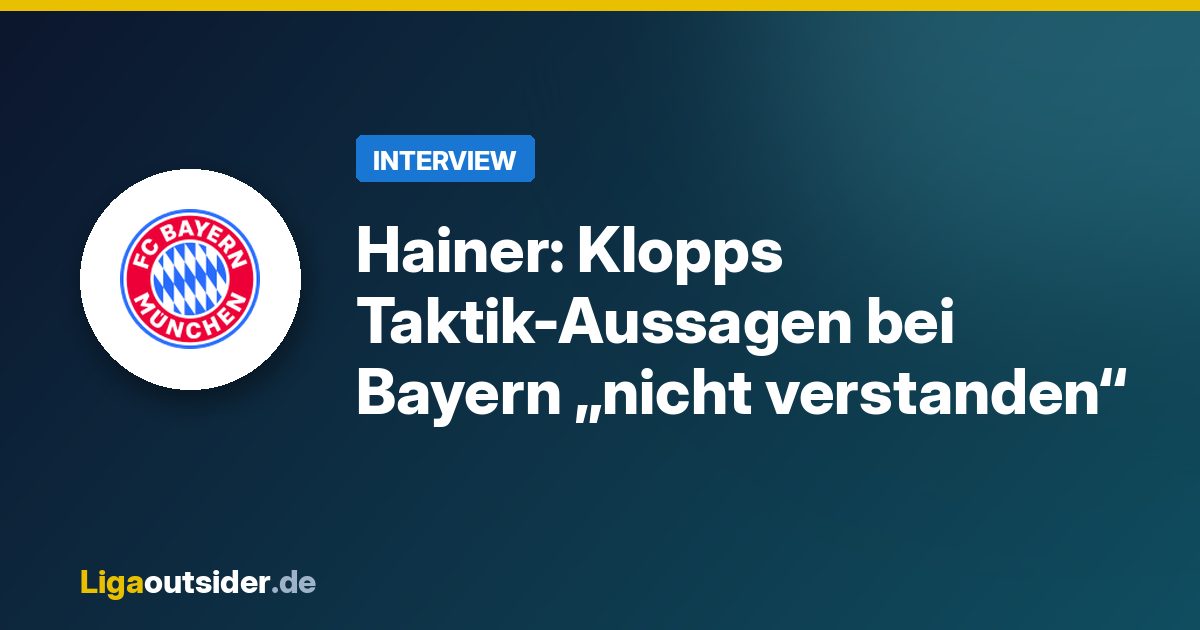 FC BAYERN
MÜNCHEN
INTERVIEW
Hainer: Klopps
Taktik-Aussagen bei
Bayern „nicht verstanden“
Ligaoutsider.de